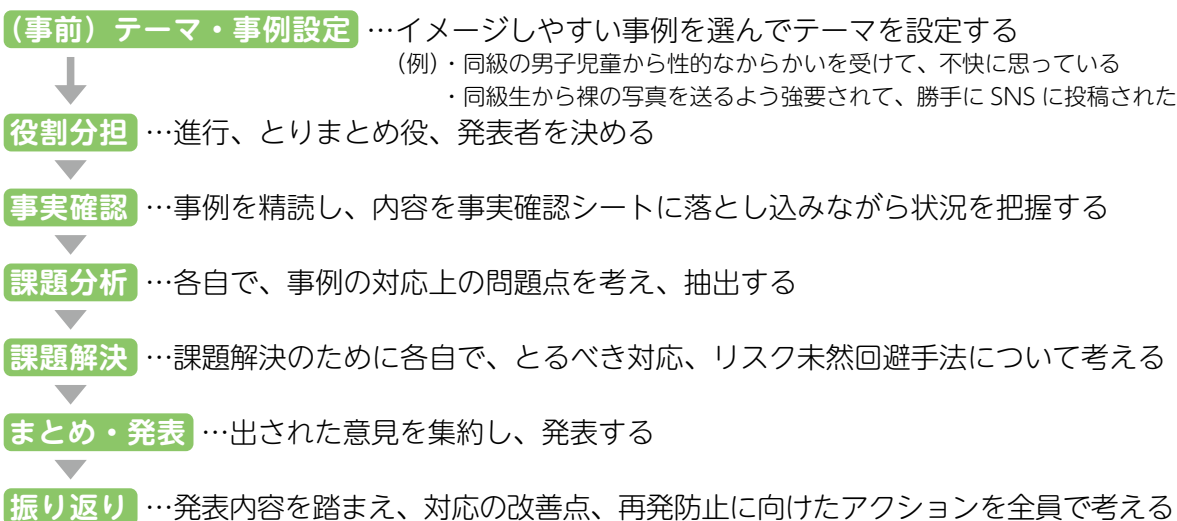 （事前）テーマ・事例設定 …イメージしやすい事例を選んでテーマを設定する
（例）・同級の男子児童から性的なからかいを受けて、不快に思っている
・同級生から裸の写真を送るよう強要されて、勝手に SNS に投稿された
役割分担 …進行、とりまとめ役、発表者を決める
事実確認 …事例を精読し、内容を事実確認シートに落とし込みながら状況を把握する
課題分析 …各自で、事例の対応上の問題点を考え、抽出する
課題解決 …課題解決のために各自で、とるべき対応、リスク未然回避手法について考える
まとめ・発表 …出された意見を集約し、発表する
振り返り …発表内容を踏まえ、対応の改善点、再発防止に向けたアクションを全員で考える